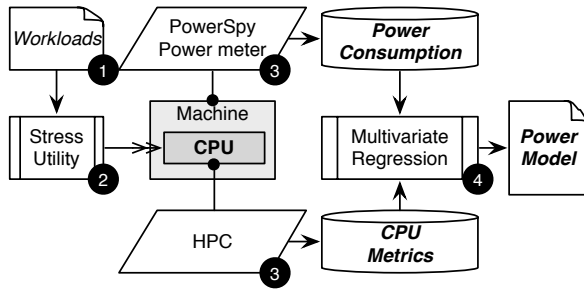 Workloads
1
PowerSpy
Power meter
3
Power
Consumption
Stress
Utility
2
Machine
CPU
Multivariate
Regression
4
Power
Model
HPC
3
CPU
Metrics